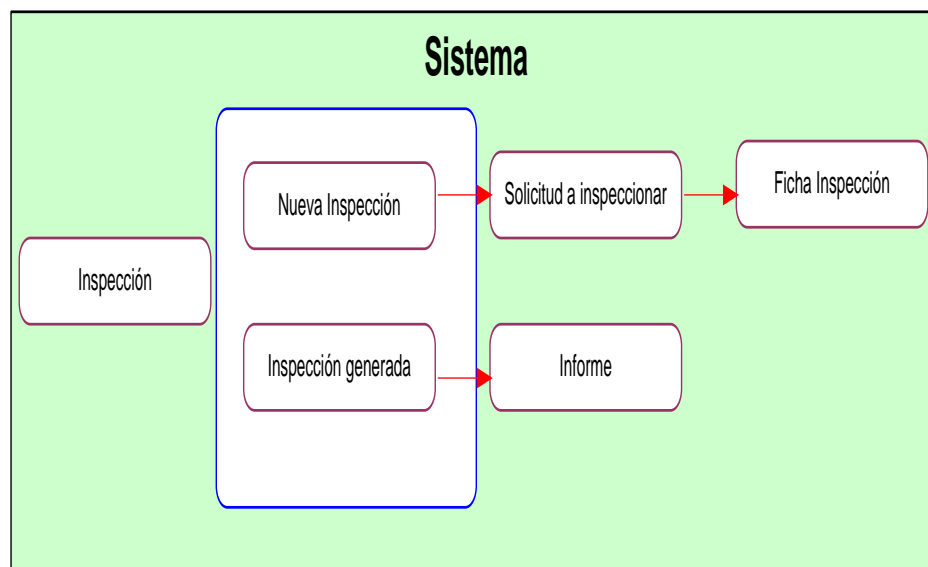 Sistema
Nueva Inspección
Solicitud a inspeccionar
Ficha Inspección
Inspección
Inspección generada
Informe